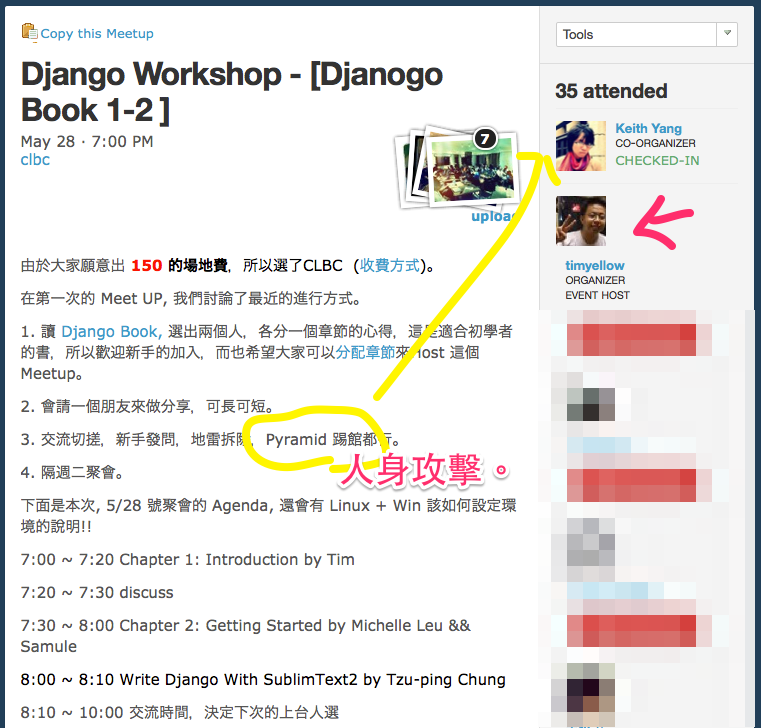 Copy this Meetup
Django Workshop - [Djanogo
Book 1-2 ]
May 28 · 7:00 PM
clbc
7
upload
由於大家願意出 150 的場地費，所以選了CLBC（收費方式）。
在第一次的 Meet UP, 我們討論了最近的進行方式。
1. 讀 Django Book, 選出兩個人，各分一個章節的心得，這是適合初學者
的書，所以歡迎新手的加入，而也希望大家可以分配章節來Host 這個
Meetup。
2. 會請一個朋友來做分享，可長可短。
3. 交流切搓，新手發問，地雷拆除，Pyramid 踢館都行。
人身攻擊。
4. 隔週二聚會。
下面是本次, 5/28 號聚會的 Agenda, 還會有 Linux + Win 該如何設定環
境的說明!!
7:00 ~ 7:20 Chapter 1: Introduction by Tim
7:20 ~ 7:30 discuss
7:30 ~ 8:00 Chapter 2: Getting Started by Michelle Leu &&
Samule
8:00 ~ 8:10 Write Django With SublimText2 by Tzu-ping Chung
8:10 ~ 10:00 交流時間，決定下次的上台人選
Tools
35 attended
Keith Yang
CO-ORGANIZER
CHECKED-IN
timyellow
ORGANIZER
EVENT HOST